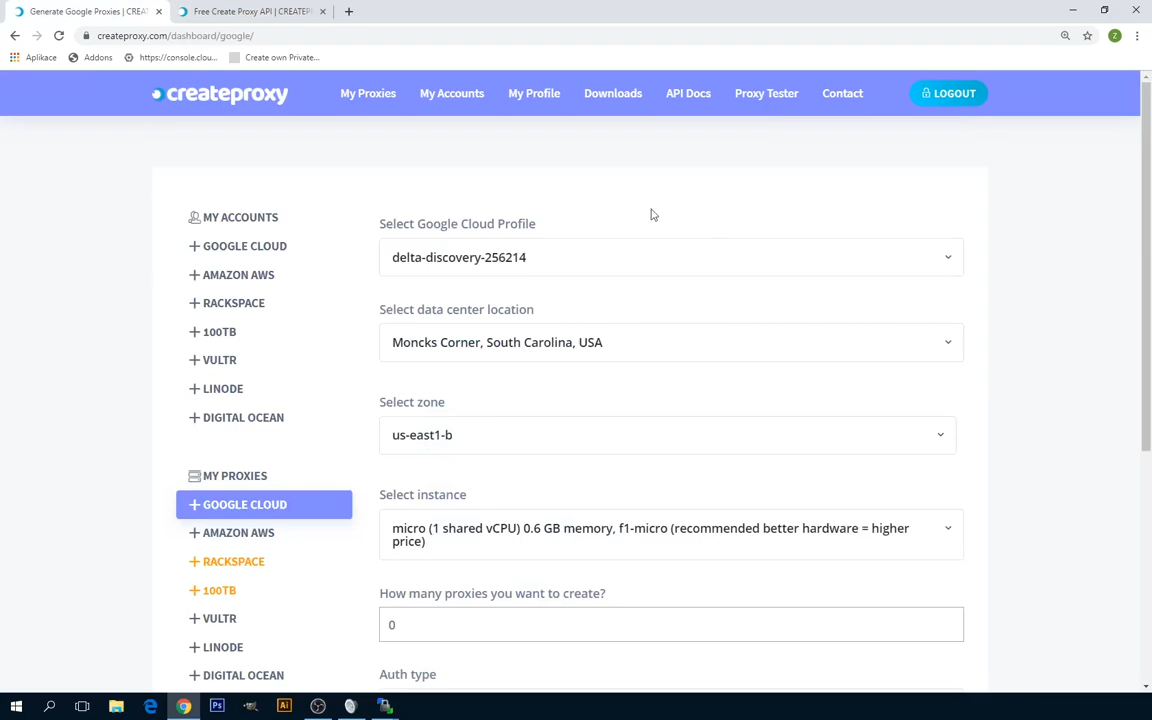 Generate Google Proxies | CREA
Free Create Proxy API | CREATEP
createproxy.com/dashboard/google/
Z
Aplikace
Addons
https://console.clou...
Create own Private...
createproxy
My Proxies
My Accounts
My Profile
Downloads
API Docs
Proxy Tester
Contact
LOGOUT
MY ACCOUNTS
GOOGLE CLOUD
AMAZON AWS
RACKSPACE
100TB
VULTR
LINODE
DIGITAL OCEAN
MY PROXIES
GOOGLE CLOUD
AMAZON AWS
RACKSPACE
100TB
VULTR
LINODE
DIGITAL OCEAN
Select Google Cloud Profile
delta-discovery-256214
Select data center location
Moncks Corner, South Carolina, USA
Select zone
us-east1-b
Select instance
micro (1 shared vCPU) 0.6 GB memory, f1-micro (recommended better hardware = higher
price)
How many proxies you want to create?
0
Auth type
Ps
Ai